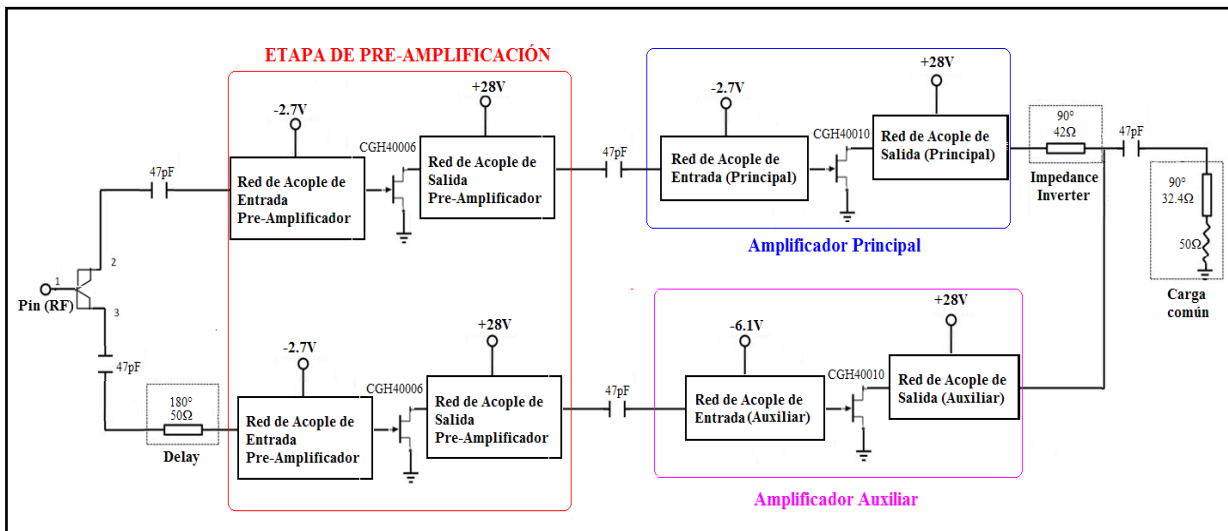 ETAPA DE PRE-AMPLIFICACIÓN
-2.7V
+28V
CGH40006
Red de Acople de
Entrada
Pre-Amplificador
Red de Acople de
Salida
Pre-Amplificador
47pF
47pF
-2.7V
+28V
CGH40010
Red de Acople de
Entrada (Principal)
Red de Acople de
Salida (Principal)
Amplificador Principal
90°
42Ω
Impedance
Inverter
47pF
90°
32.4Ω
50Ω
Carga
común
1
2
3
Pin (RF)
47pF
180°
50Ω
Delay
-2.7V
+28V
CGH40006
Red de Acople de
Entrada
Pre-Amplificador
Red de Acople de
Salida
Pre-Amplificador
47pF
-6.1V
+28V
CGH40010
Red de Acople de
Entrada (Auxiliar)
Red de Acople de
Salida (Auxiliar)
Amplificador Auxiliar